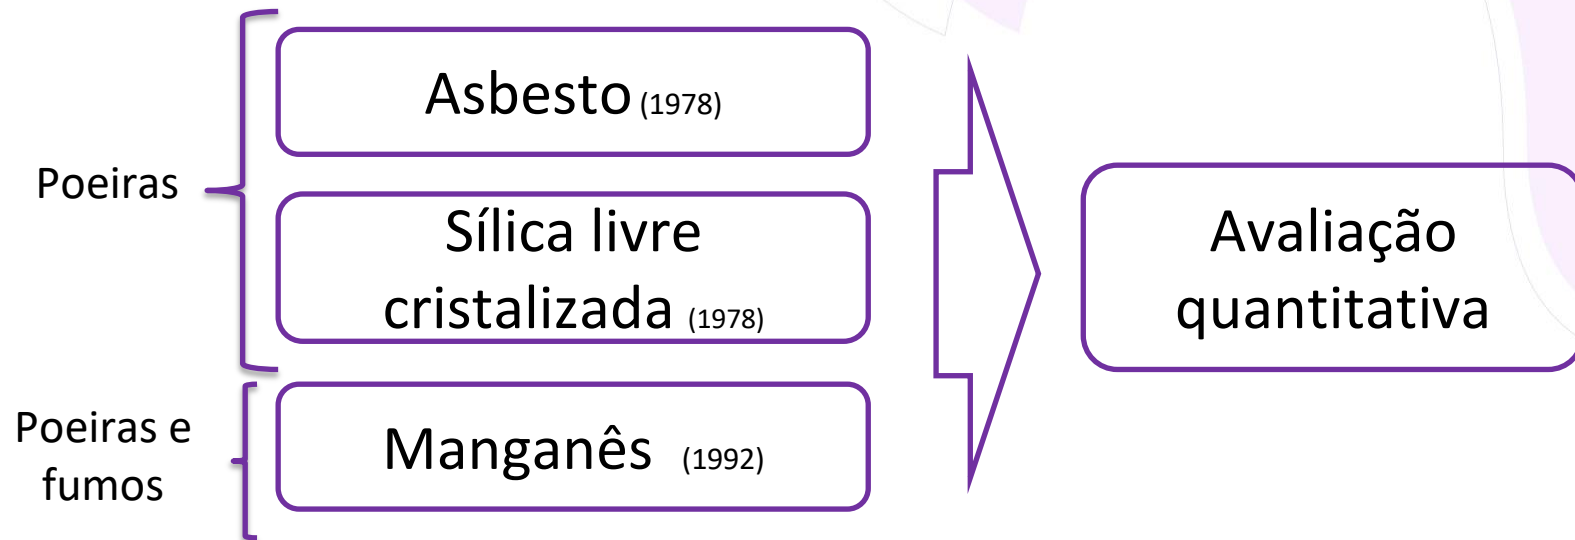 Poeiras
Asbesto (1978)
Sílica livre
cristalizada (1978)
Poeiras e
fumos
Manganês (1992)
Avaliação
quantitativa